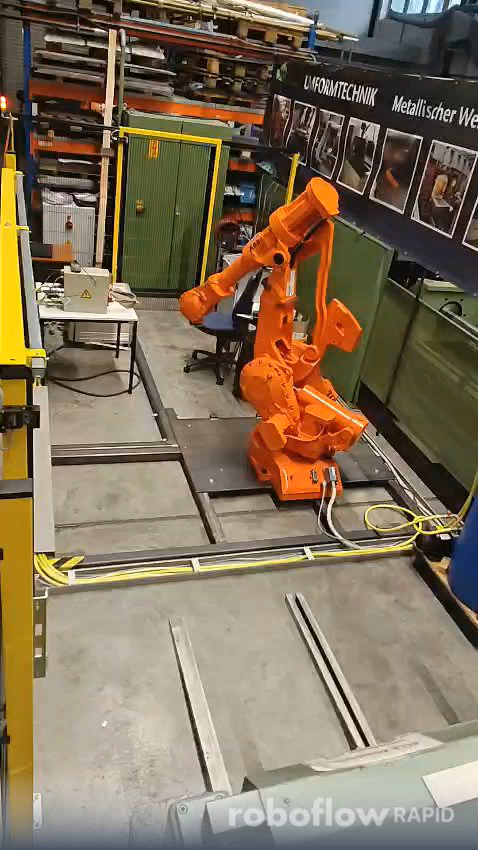 UMFORMTECHNIK Metallischer We
roboflow RAPID